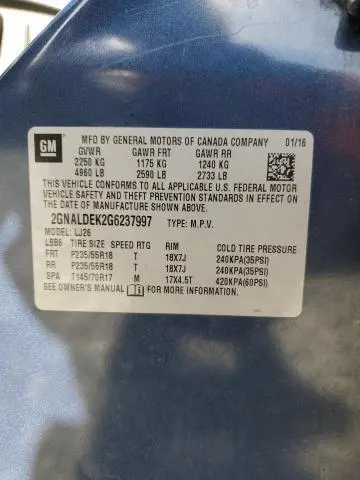 GM
MFD BY GENERAL MOTORS OF CANADA COMPANY 01/16
GVWR GAWR FRT GAWR RR
2250 KG 1175 KG 1240 KG
4960 LB 2590 LB 2733 LB
THIS VEHICLE CONFORMS TO ALL APPLICABLE U.S. FEDERAL MOTOR
VEHICLE SAFETY AND THEFT PREVENTION STANDARDS IN EFFECT ON
THE DATE OF MANUFACTURE SHOWN ABOVE.
2GNALDEK2G6237997 TYPE: M.P.V.
MODEL: LJ26
LBB6 TIRE SIZE SPEED RTG RIM COLD TIRE PRESSURE
FRT P235/55R18 T 18X7J 240KPA(35PSI)
RR P235/55R18 T 18X7J 240KPA(35PSI)
SPA T145/70R17 M 17X4.5T 420KPA(60PSI)
SEE OWNER'S MANUAL FOR MORE INFORMATION